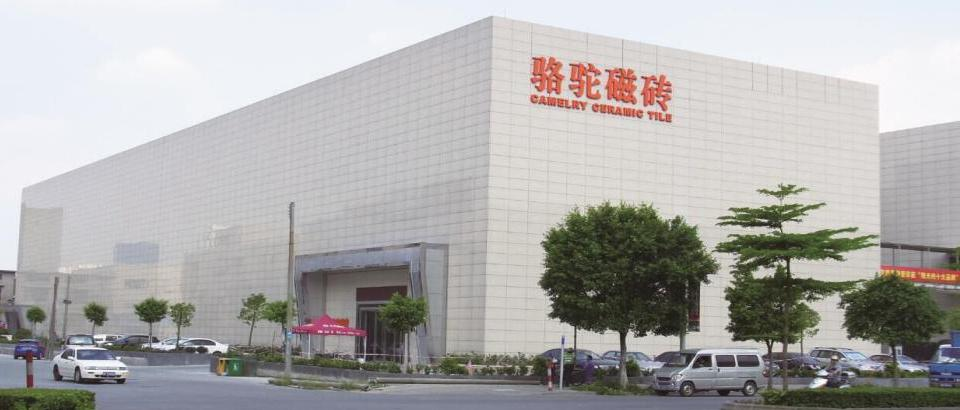 骆驼磁砖
CAMELRY CERAMIC TILE